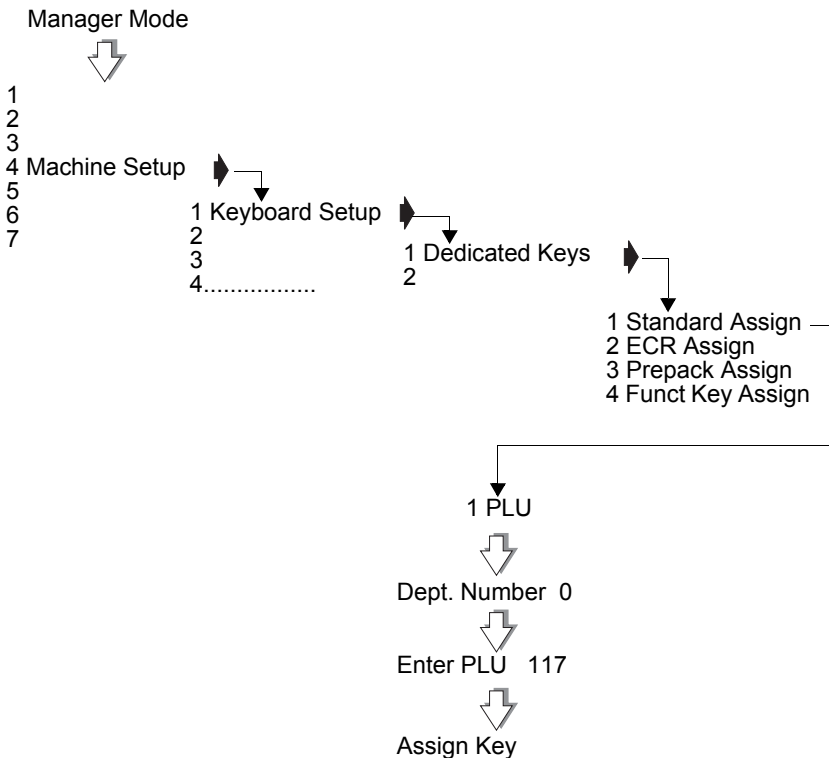 Manager Mode
1
2
3
4 Machine Setup
5
6
7
1 Keyboard Setup
2
3
4.................
1 Dedicated Keys
2
1 Standard Assign
2 ECR Assign
3 Prepack Assign
4 Funct Key Assign
1 PLU
Dept. Number 0
Enter PLU 117
Assign Key